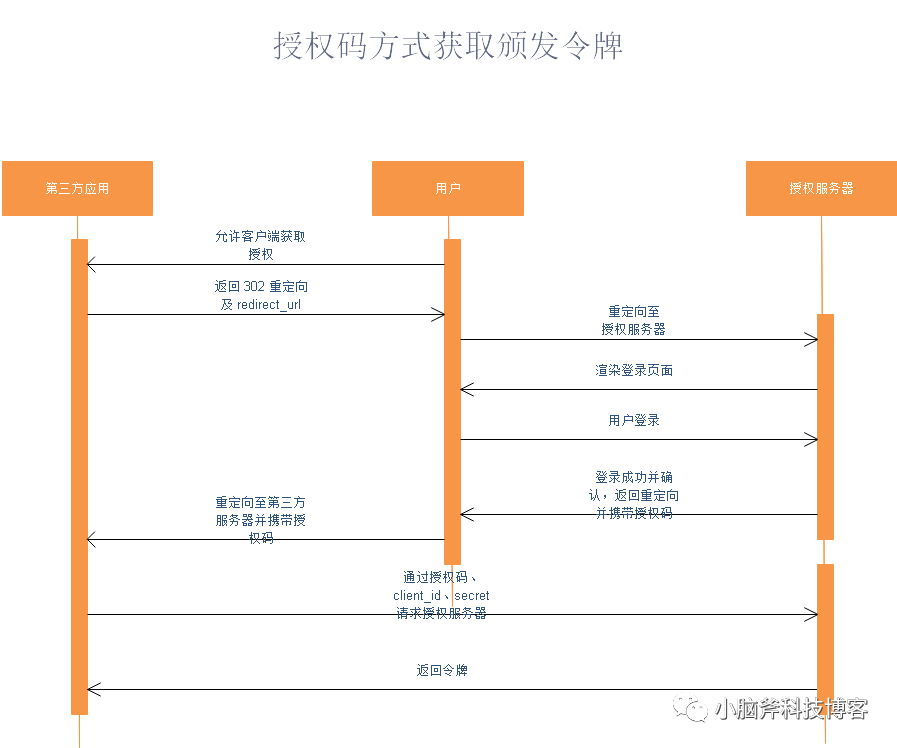 授权码方式获取颁发令牌
第三方应用
用户
授权服务器
允许客户端获取
授权
返回 302 重定向
及 redirect_url
重定向至
授权服务器
渲染登录页面
用户登录
登录成功并确
认，返回重定向
并携带授权码
重定向至第三方
服务器并携带授
权码
通过授权码、
client_id、secret
请求授权服务器
返回令牌
小脑斧科技博客